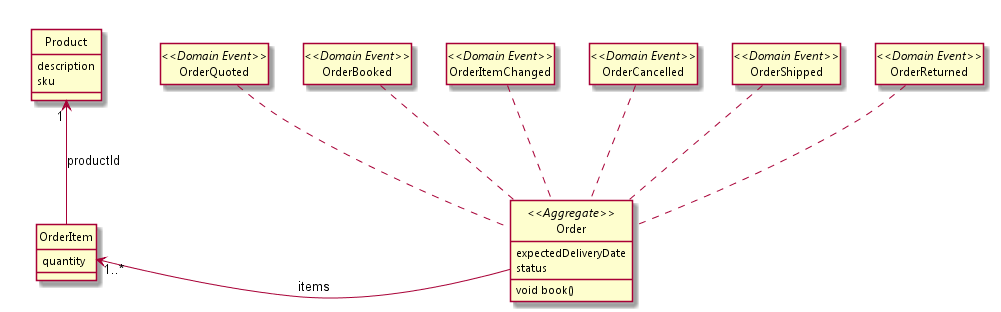 Product
description
sku
<<Domain Event>>
OrderQuoted
<<Domain Event>>
OrderBooked
<<Domain Event>>
OrderItemChanged
<<Domain Event>>
OrderCancelled
<<Domain Event>>
OrderShipped
<<Domain Event>>
OrderReturned
1
productId
OrderItem
quantity
1..*
items
<<Aggregate>>
Order
expectedDeliveryDate
status
void book()